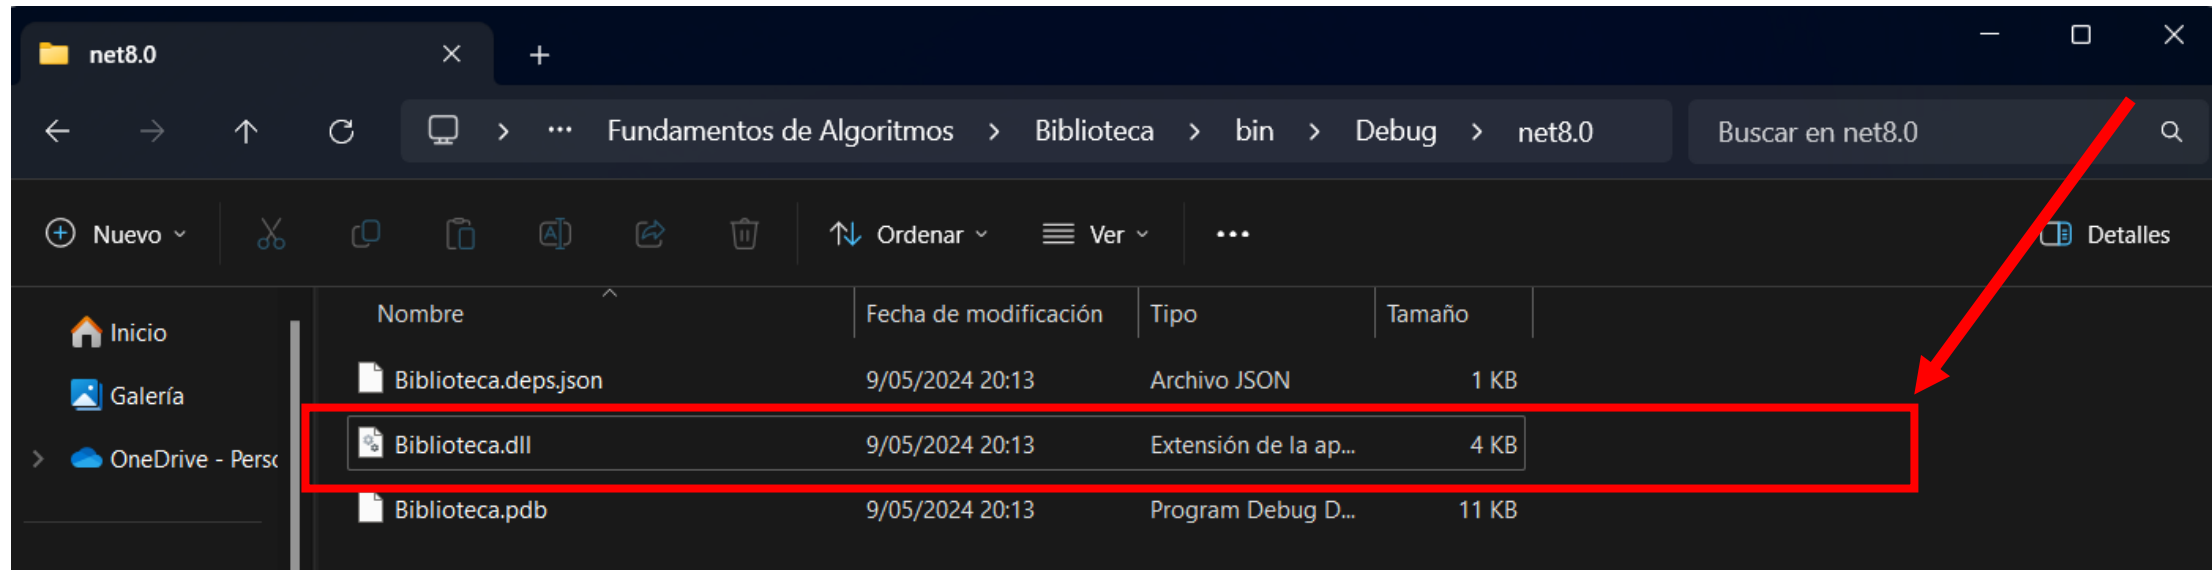 net8.0
Fundamentos de Algoritmos > Biblioteca > bin > Debug > net8.0
Buscar en net8.0
Nuevo
Ordenar
Ver
Detalles
Inicio
Galería
OneDrive - Perso
Nombre Fecha de modificación Tipo Tamaño
Biblioteca.deps.json 9/05/2024 20:13 Archivo JSON 1 KB
Biblioteca.dll 9/05/2024 20:13 Extensión de la ap... 4 KB
Biblioteca.pdb 9/05/2024 20:13 Program Debug D... 11 KB